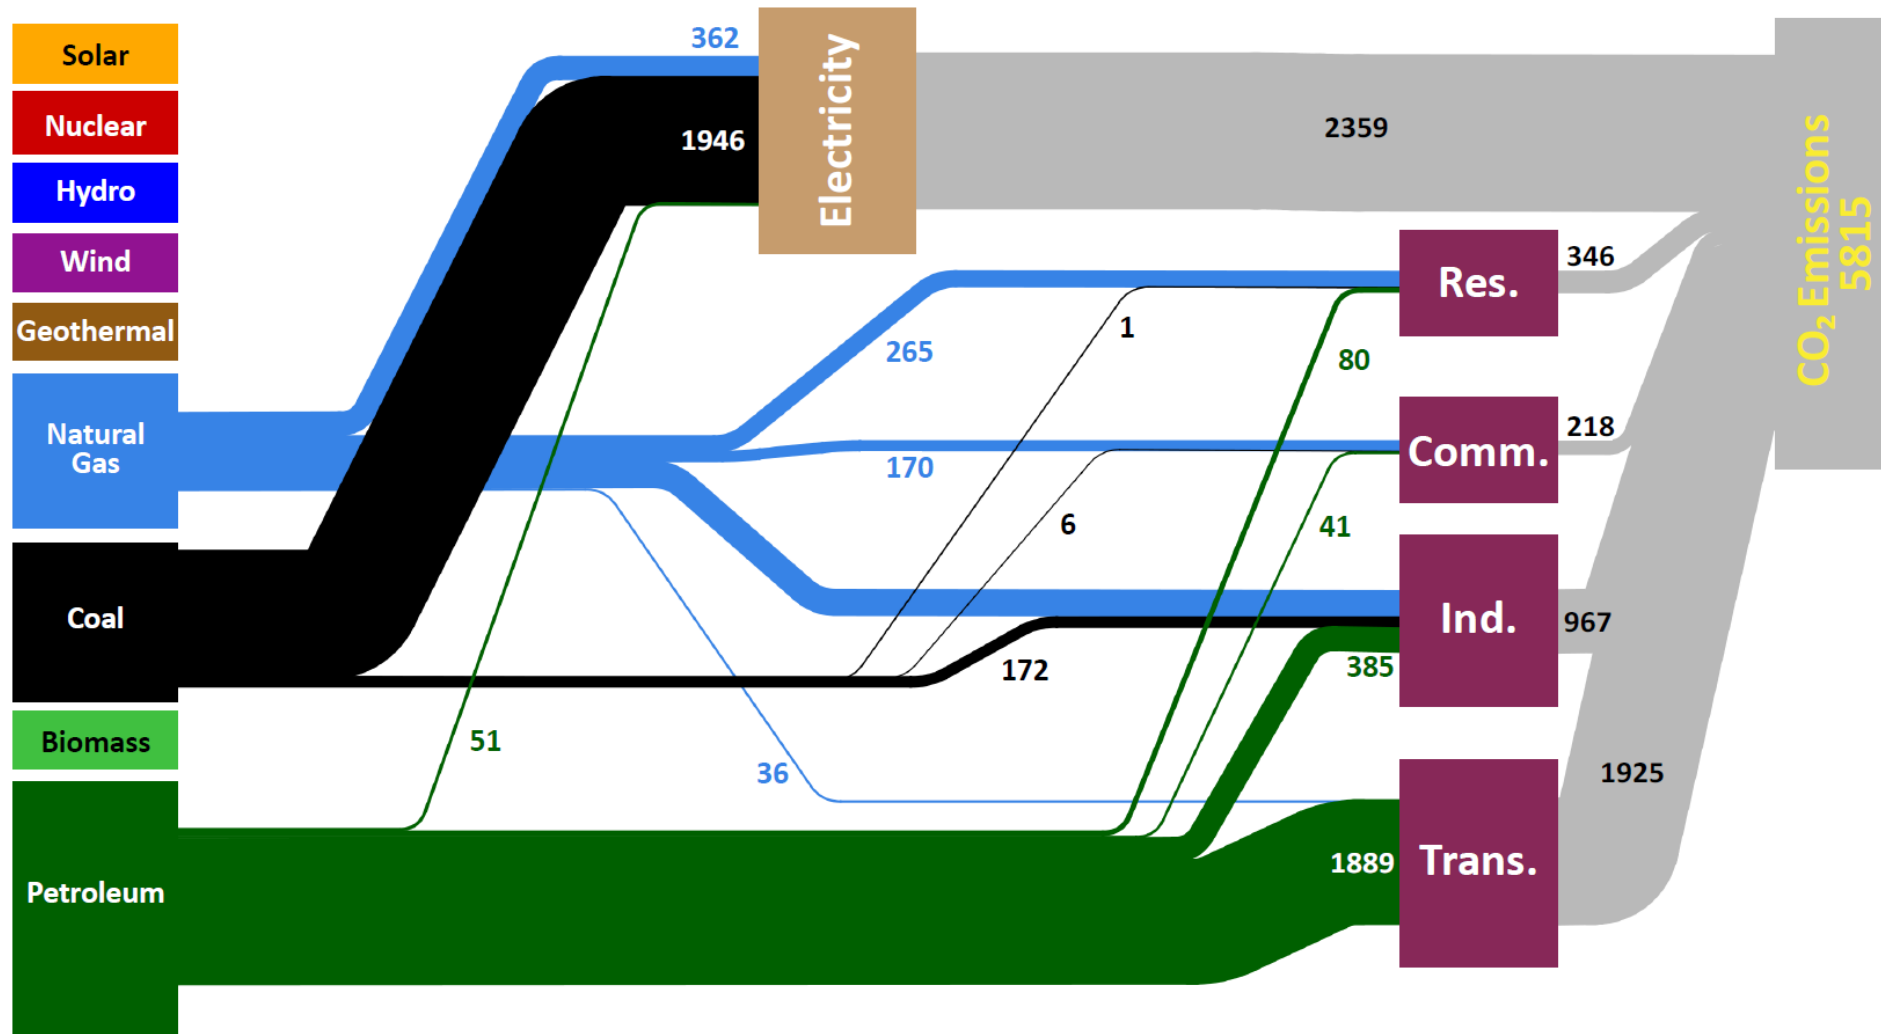 Solar
Nuclear
Hydro
Wind
Geothermal
Natural
Gas
Coal
Biomass
Petroleum
362
1946
51
Electricity
265
170
1
6
172
36
80
41
385
1889
2359
Res.
346
Comm.
218
Ind.
967
Trans.
1925
CO₂ Emissions
5815